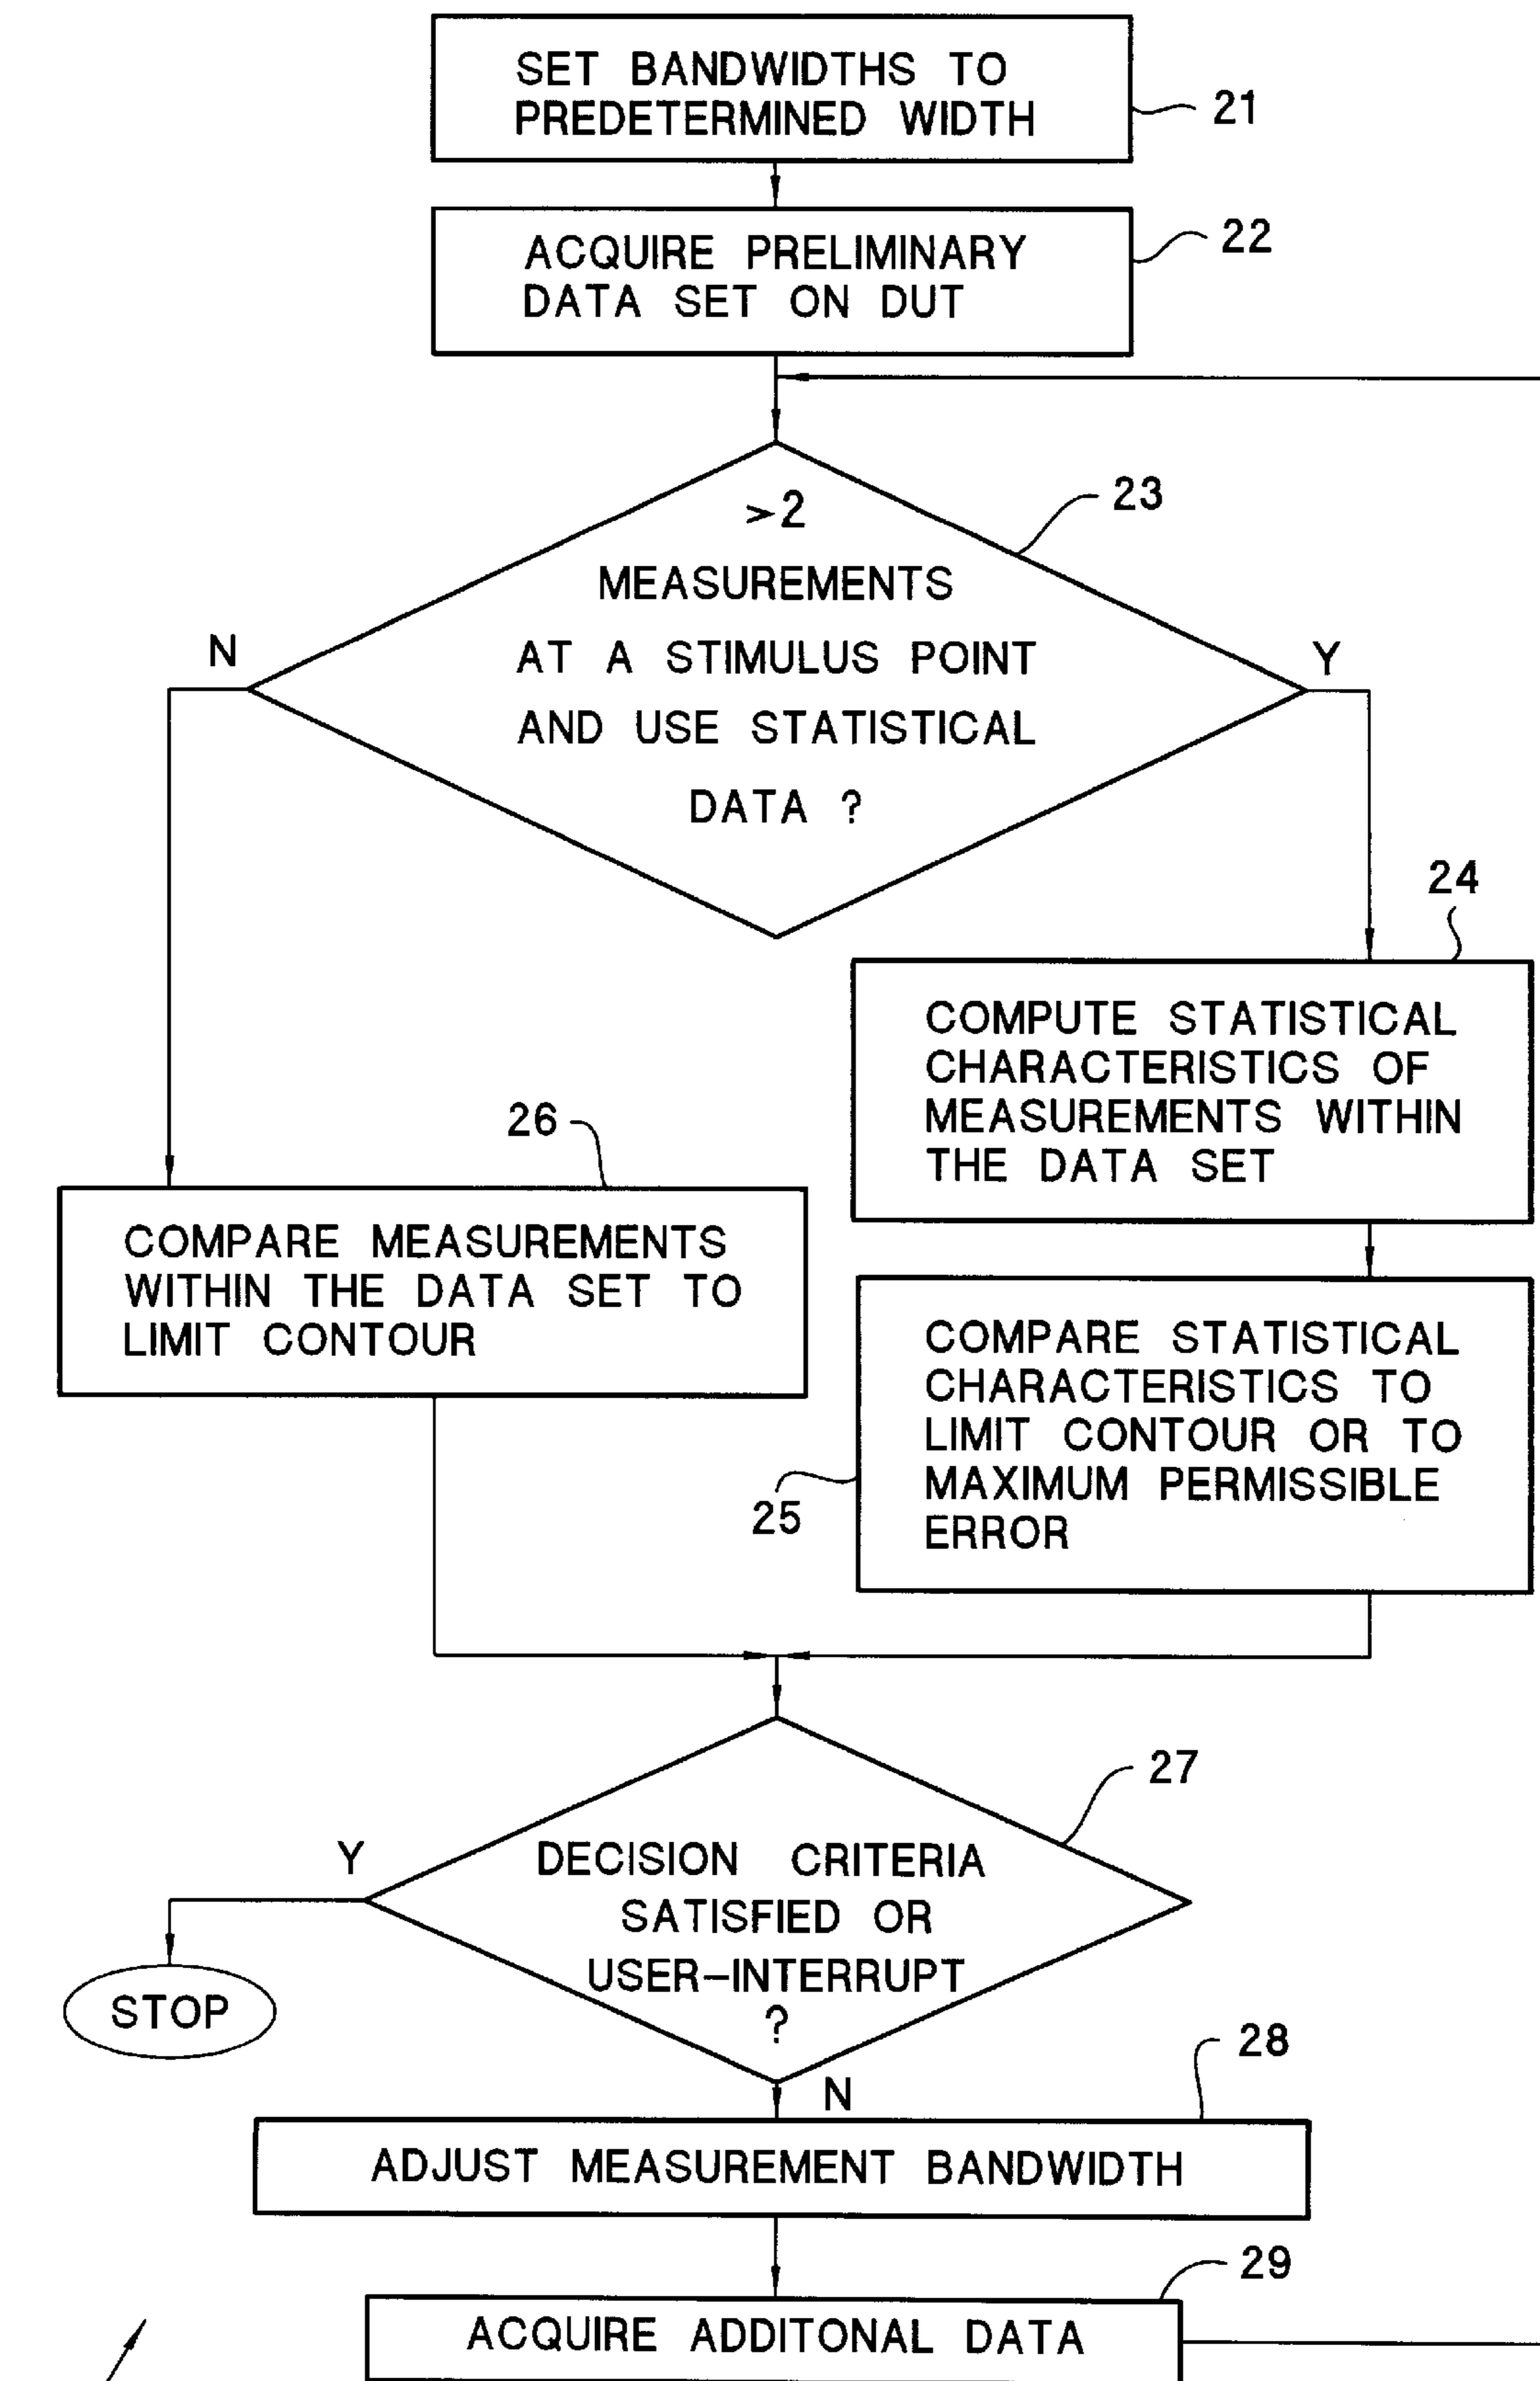 SET BANDWIDTHS TO
PREDETERMINED WIDTH
21
ACQUIRE PRELIMINARY
DATA SET ON DUT
22
23
>2
MEASUREMENTS
AT A STIMULUS POINT
AND USE STATISTICAL
DATA ?
N
Y
24
COMPUTE STATISTICAL
CHARACTERISTICS OF
MEASUREMENTS WITHIN
THE DATA SET
26
COMPARE MEASUREMENTS
WITHIN THE DATA SET TO
LIMIT CONTOUR
COMPARE STATISTICAL
CHARACTERISTICS TO
LIMIT CONTOUR OR TO
MAXIMUM PERMISSIBLE
ERROR
25
27
DECISION CRITERIA
SATISFIED OR
USER-INTERRUPT
?
Y
STOP
N
28
ADJUST MEASUREMENT BANDWIDTH
29
ACQUIRE ADDITONAL DATA